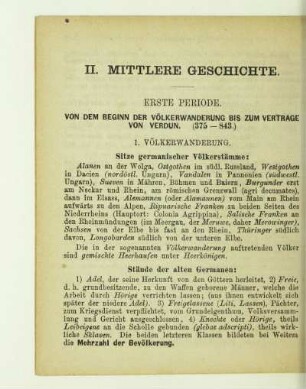 II. MITTLERE GESCHICHTE.
ERSTE PERIODE.
VON DEM BEGINN DER VÖLKERWANDERUNG BIS ZUM VERTRAGE
VON VERDUN. (375—843.)
1. VÖLKERWANDERUNG.
Sitze germanischer Völkerstämme:
Alanen an der Wolga, Ostgothen im südl. Russland, Westgothen
in Dacien (nordöstl. Ungarn), Vandalen in Pannonien (südwestl.
Ungarn), Sueven in Mähren, Böhmen und Baiern, Burgunder erst
am Neckar und Rhein, am römischen Grenzwall (agri decumates),
dann im Elsass, Alemannen (oder Alamannen) vom Main am Rhein
aufwärts zu den Alpen, Ripuarische Franken zu beiden Seiten des
Niederrheins (Hauptort: Colonia Agrippina), Salische Franken an
den Rheinmündungen (im Meergau, der Merwe, daher Merowinger),
Sachsen von der Elbe bis fast an den Rhein, Thüringer südlich
davon, Longobarden südlich von der unteren Elbe.
Die in der sogenannten Völkerwanderung auftretenden Völker
sind gemischte Heerhaufen unter Heerkönigen.
Stände der alten Germanen:
1) Adel, der seine Herkunft von den Göttern herleitet, 2) Freie,
d. h. grundbesitzende, zu den Waffen geborene Männer, welche die
Arbeit durch Hörige verrichten lassen; (aus ihnen entwickelt sich
später der niedere Adel). 3) Freigelassene (Loti, Lassen), Pächter,
zum Kriegsdienst verpflichtet, vom Grundeigenthum, Volksversammlung
und Gericht ausgeschlossen, 4) Knechte oder Hörige, theils
Leibeigene an die Scholle gebunden (glebae adscripti), theils wirkliche
Sklaven. Die beiden letzteren Klassen bildeten bei Weitem
die Mehrzahl der Bevölkerung.